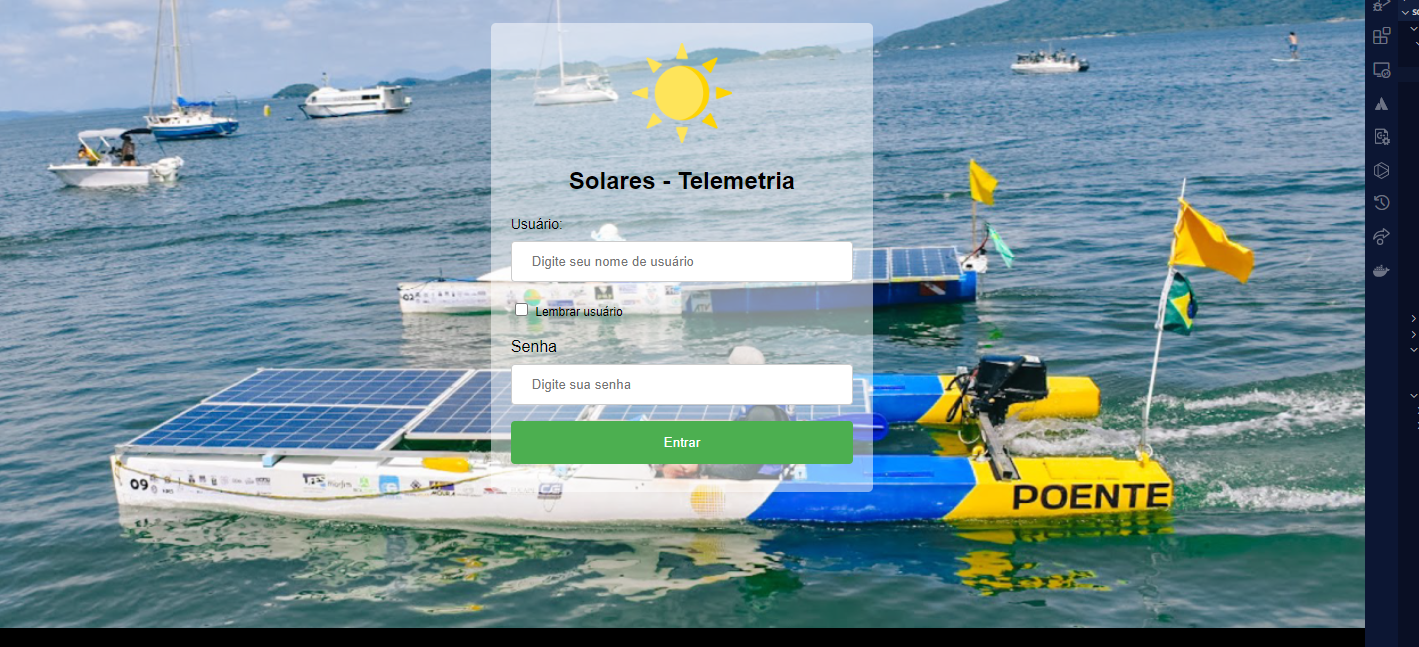 Solares - Telemetria
Usuário:
Digite seu nome de usuário
Lembrar usuário
Senha
Digite sua senha
Entrar
09
POENTE